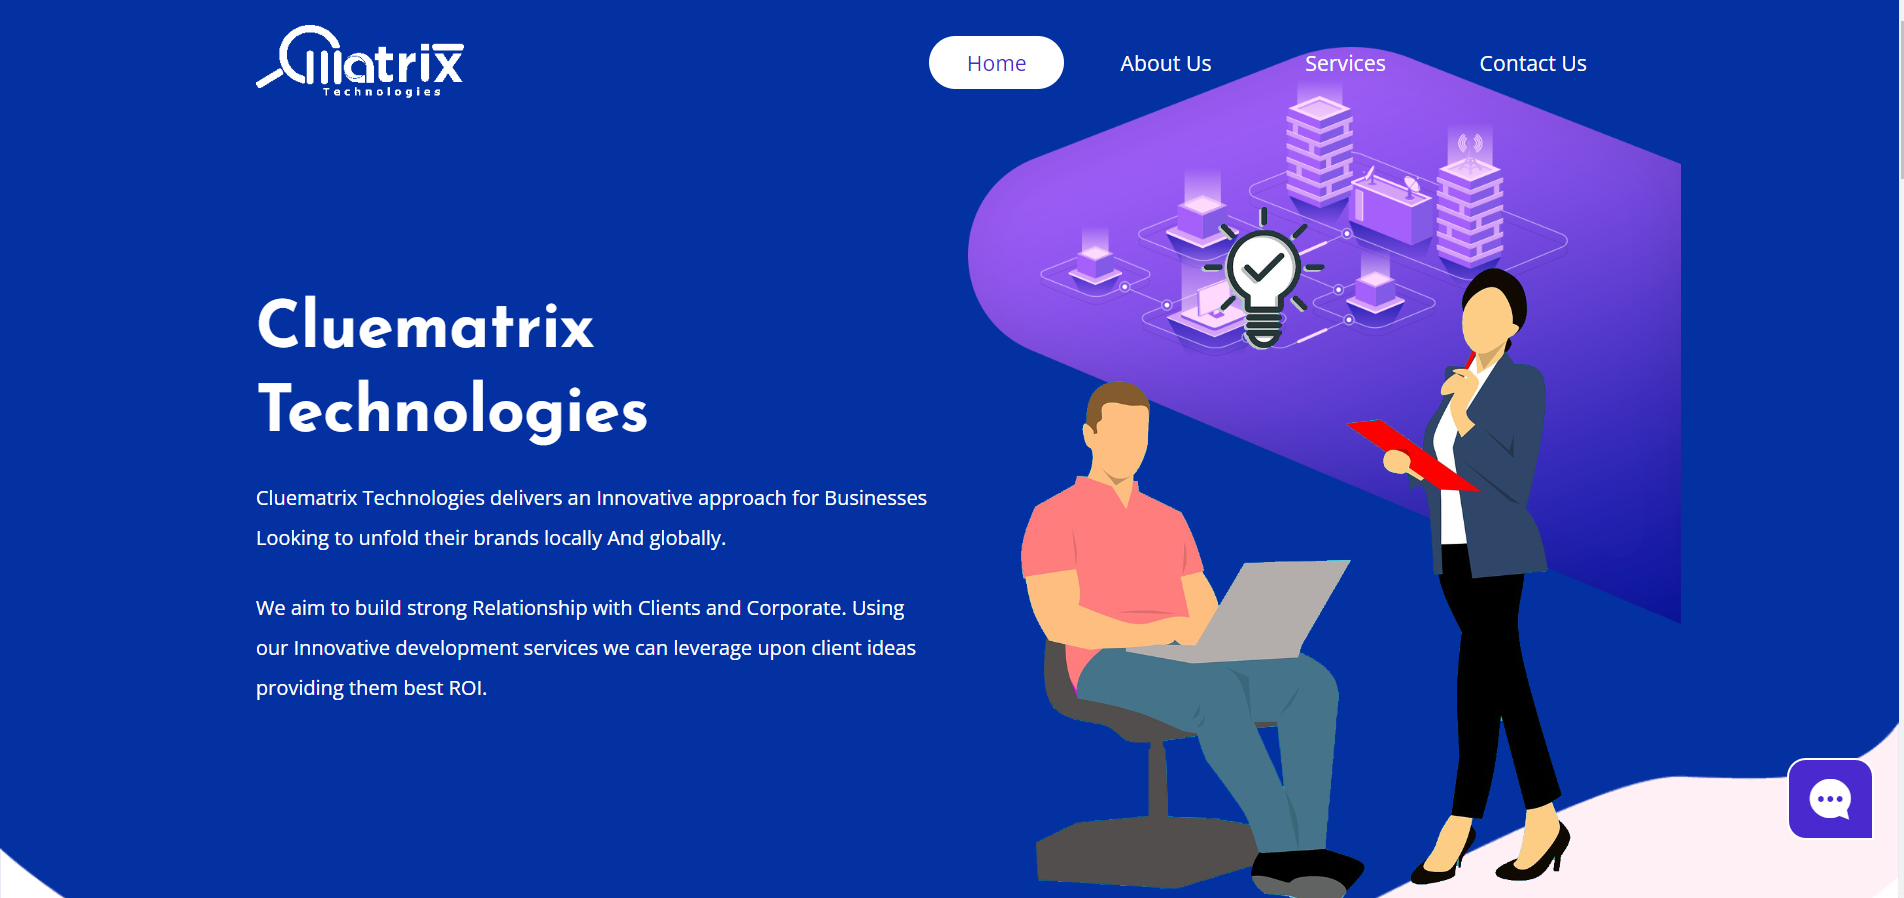 Cluematrix
Technologies
Home
About Us
Services
Contact Us
Cluematrix
Technologies
Cluematrix Technologies delivers an Innovative approach for Businesses
Looking to unfold their brands locally And globally.
We aim to build strong Relationship with Clients and Corporate. Using
our Innovative development services we can leverage upon client ideas
providing them best ROI.